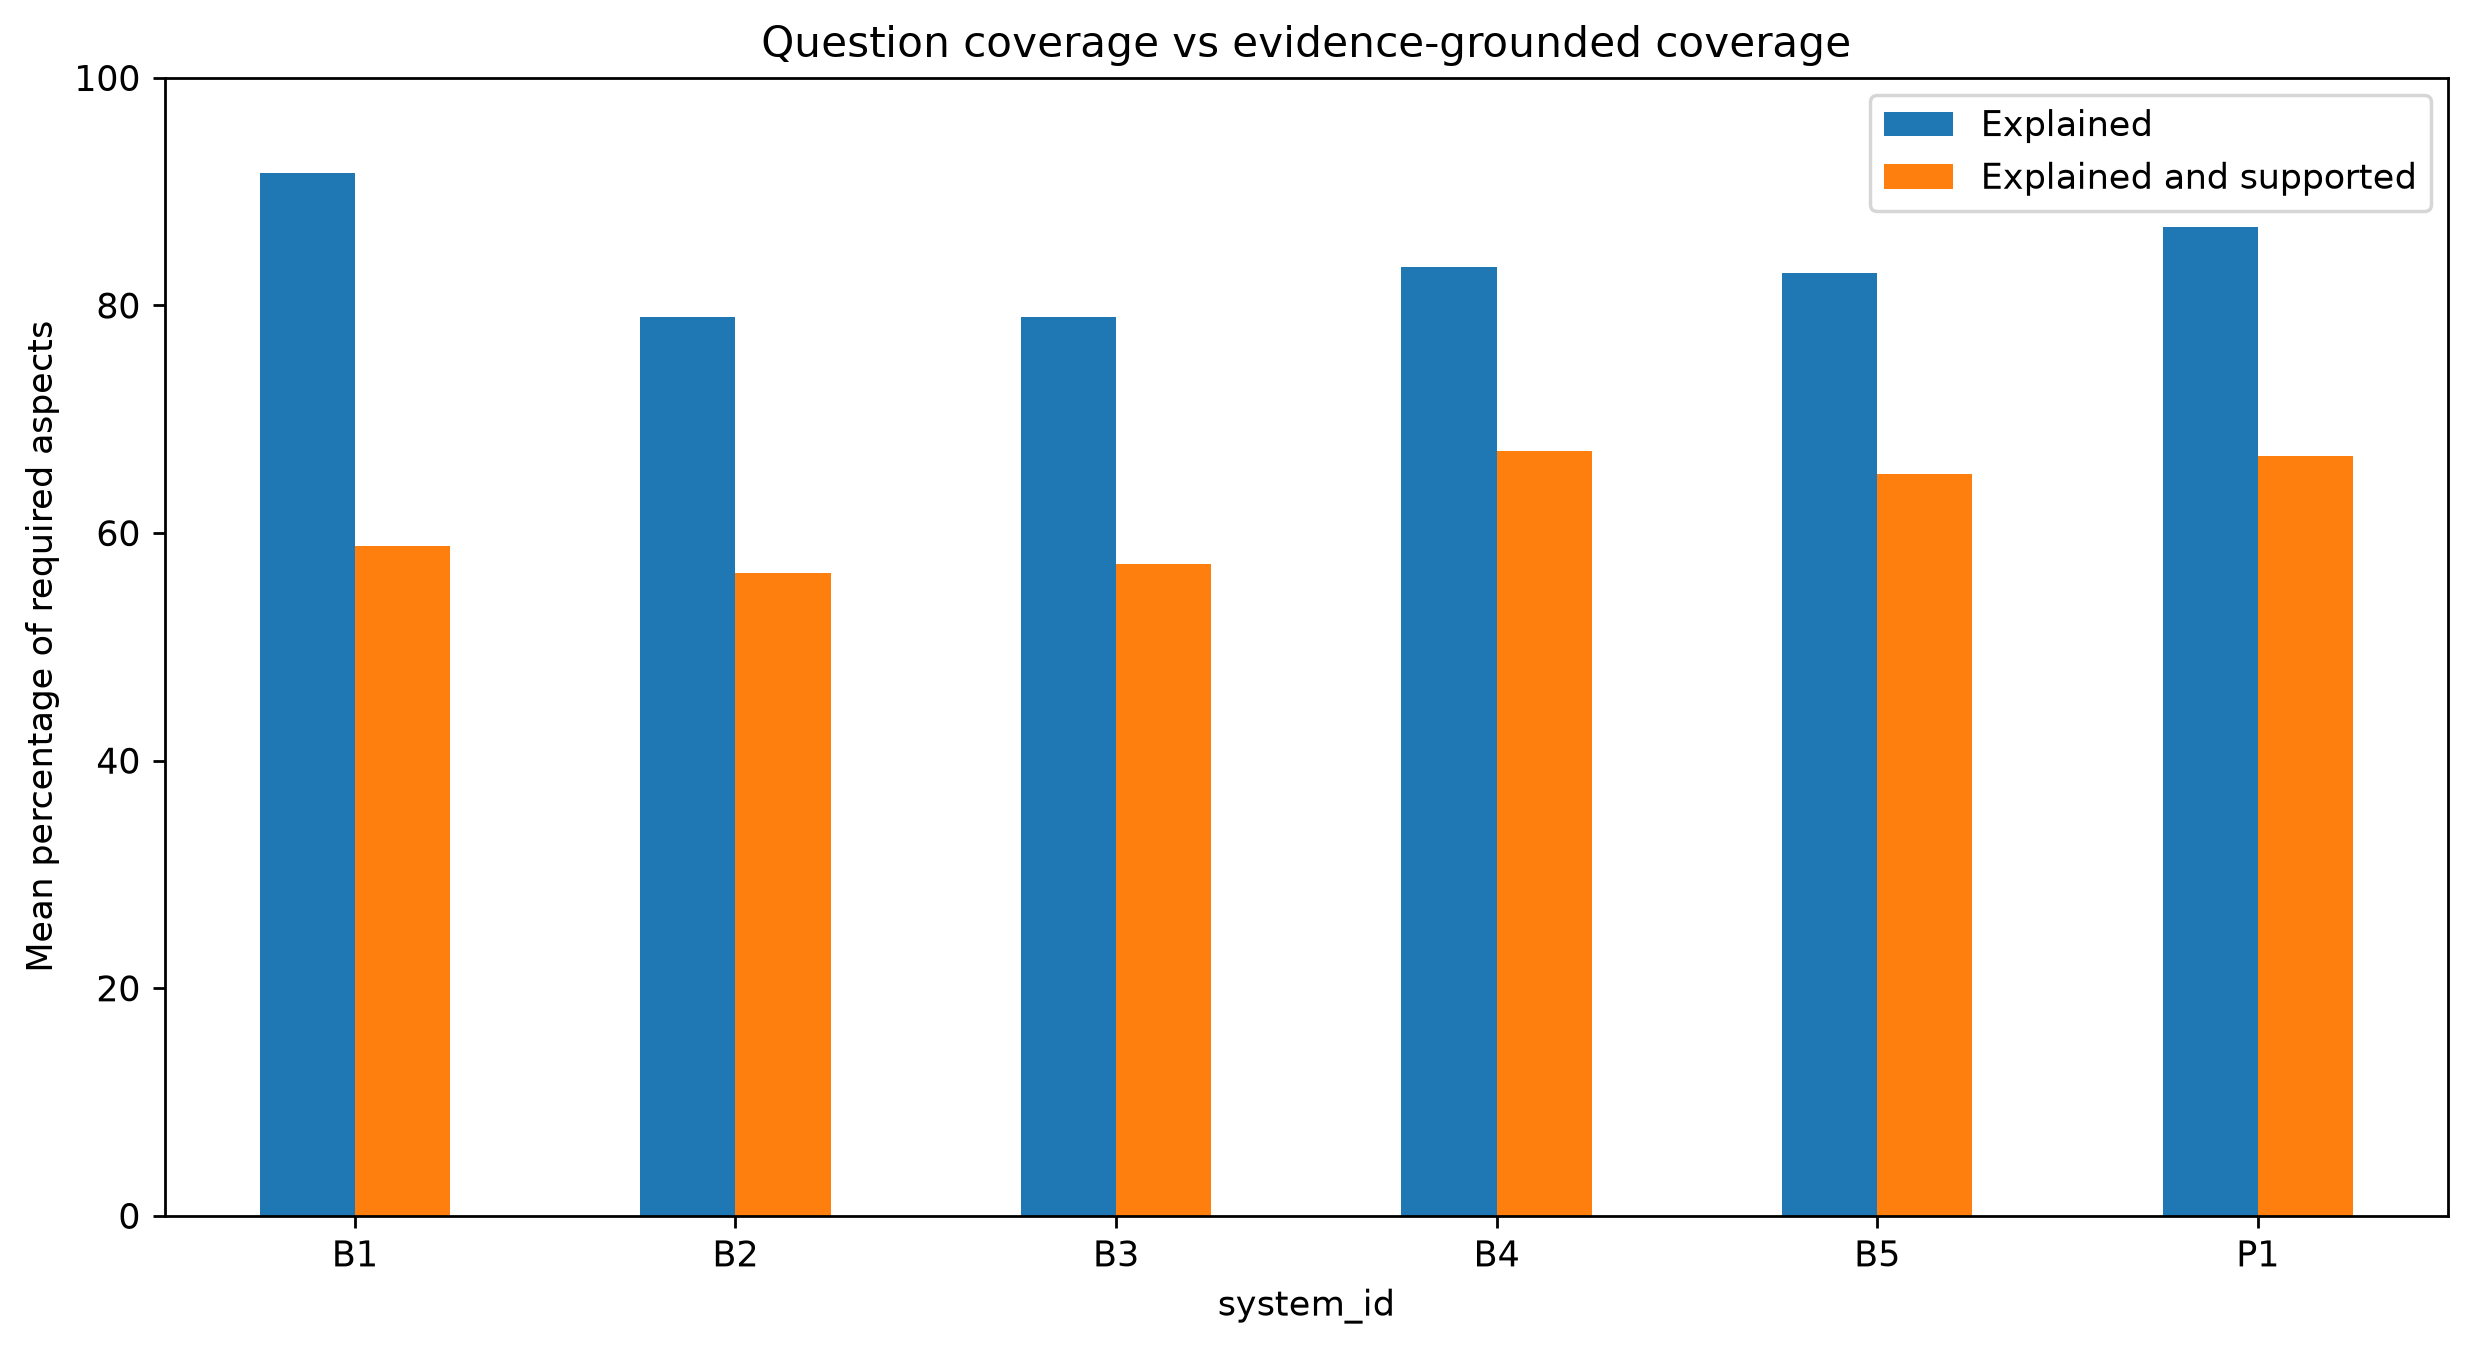 Question coverage vs evidence-grounded coverage
Explained
Explained and supported
Mean percentage of required aspects
100
80
60
40
20
0
B1 B2 B3 B4 B5 P1
system_id